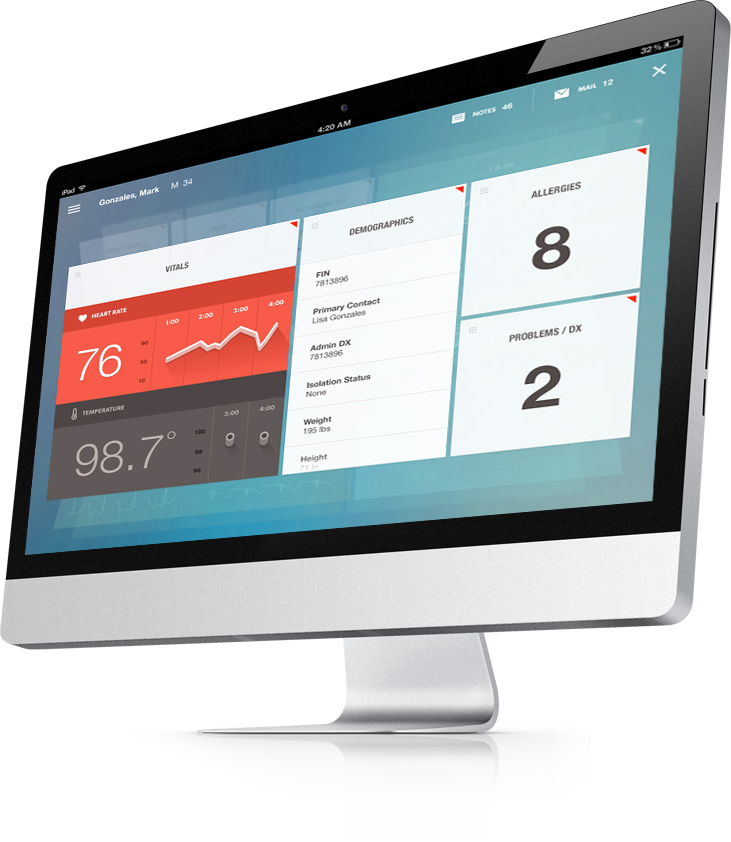 iPad
4:20 AM
32 %
Gonzales, Mark M 34
NOTES 46
MAIL 12
VITALS
HEART RATE
76
90
50
10
1:00 2:00 3:00 4:00
TEMPERATURE
98.7°
100
98
96
3:00 4:00
DEMOGRAPHICS
FIN
7813896
Primary Contact
Lisa Gonzales
Admin DX
7813896
Isolation Status
None
Weight
195 lbs
Height
71 in
ALLERGIES
8
PROBLEMS / DX
2